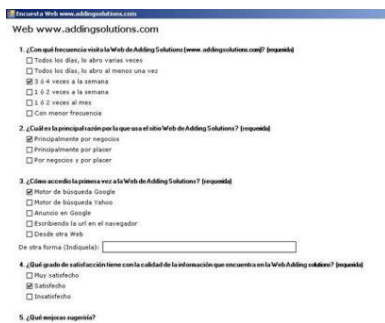 Encuesta Web www.addingsolutions.com
Web www.addingsolutions.com
1. ¿Con qué frecuencia visita la Web de Adding Solutions (www.addingsolutions.com)? (requerida)
Todos los días, lo abro varias veces
Todos los días, lo abro al menos una vez
3 ó 4 veces a la semana
1 ó 2 veces a la semana
1 ó 2 veces al mes
Con menor frecuencia
2. ¿Cuál es la principal razón por la que usa el sitio Web de Adding Solutions? (requerida)
Principalmente por negocios
Principalmente por placer
Por negocios y por placer
3. ¿Cómo accedio la primera vez a la Web de Adding Solutions? (requerida)
Motor de búsqueda Google
Motor de búsqueda Yahoo
Anuncio en Google
Escribiendo la url en el navegador
Desde otra Web
De otra forma (Indiquela):
4. ¿Qué grado de satisfacción tiene con la calidad de la información que encuentra en la Web Adding solutions? (requerida)
Muy satisfecho
Satisfecho
Insatisfecho
5. ¿Qué mejoras sugeriría?